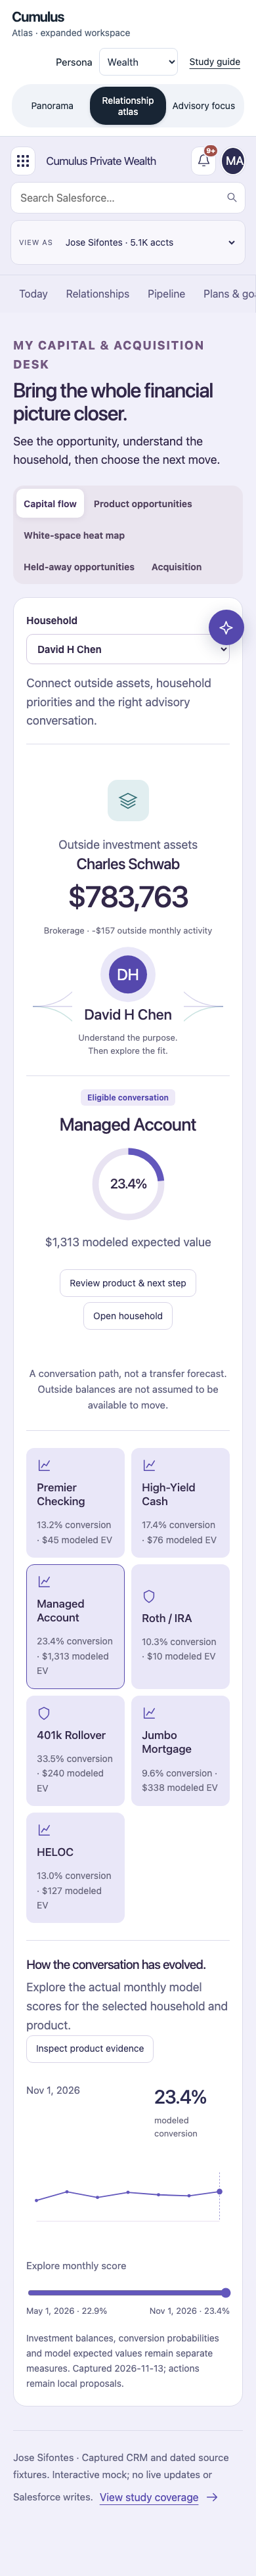 Cumulus
Atlas · expanded workspace
Persona
Wealth
Study guide
Panorama
Relationship
atlas
Advisory focus
Cumulus Private Wealth
9+
MA
Search Salesforce...
VIEW AS
Jose Sifontes · 5.1K accts
Today
Relationships
Pipeline
Plans & goa
MY CAPITAL & ACQUISITION
DESK
Bring the whole financial
picture closer.
See the opportunity, understand the
household, then choose the next move.
Capital flow
Product opportunities
White-space heat map
Held-away opportunities
Acquisition
Household
David H Chen
Connect outside assets, household
priorities and the right advisory
conversation.
Outside investment assets
Charles Schwab
$783,763
Brokerage · -$157 outside monthly activity
DH
David H Chen
Understand the purpose.
Then explore the fit.
Eligible conversation
Managed Account
23.4%
$1,313 modeled expected value
Review product & next step
Open household
A conversation path, not a transfer forecast.
Outside balances are not assumed to be
available to move.
Premier
Checking
13.2% conversion
· $45 modeled EV
High-Yield
Cash
17.4% conversion
· $76 modeled EV
Managed
Account
23.4% conversion
· $1,313 modeled
EV
Roth / IRA
10.3% conversion
· $10 modeled EV
401k Rollover
33.5% conversion
· $240 modeled
EV
Jumbo
Mortgage
9.6% conversion ·
$338 modeled EV
HELOC
13.0% conversion
· $127 modeled
EV
How the conversation has evolved.
Explore the actual monthly model
scores for the selected household and
product.
Inspect product evidence
Nov 1, 2026
23.4%
modeled
conversion
Explore monthly score
May 1, 2026 · 22.9%
Nov 1, 2026 · 23.4%
Investment balances, conversion probabilities
and model expected values remain separate
measures. Captured 2026-11-13; actions
remain local proposals.
Jose Sifontes · Captured CRM and dated source
fixtures. Interactive mock; no live updates or
Salesforce writes. View study coverage →